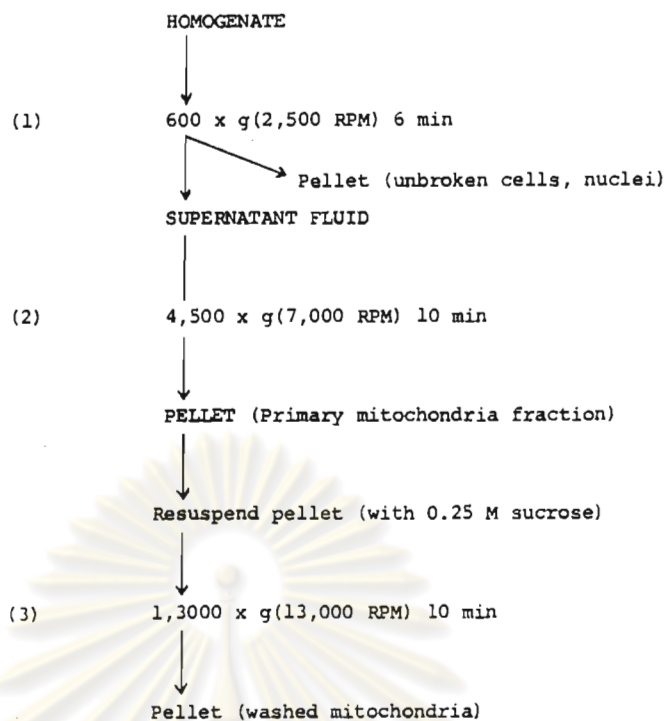 HOMOGENATE
(1) 600 x g(2,500 RPM) 6 min
Pellet (unbroken cells, nuclei)
SUPERNATANT FLUID
(2) 4,500 x g(7,000 RPM) 10 min
PELLET (Primary mitochondria fraction)
Resuspend pellet (with 0.25 M sucrose)
(3) 1,3000 x g(13,000 RPM) 10 min
Pellet (washed mitochondria)